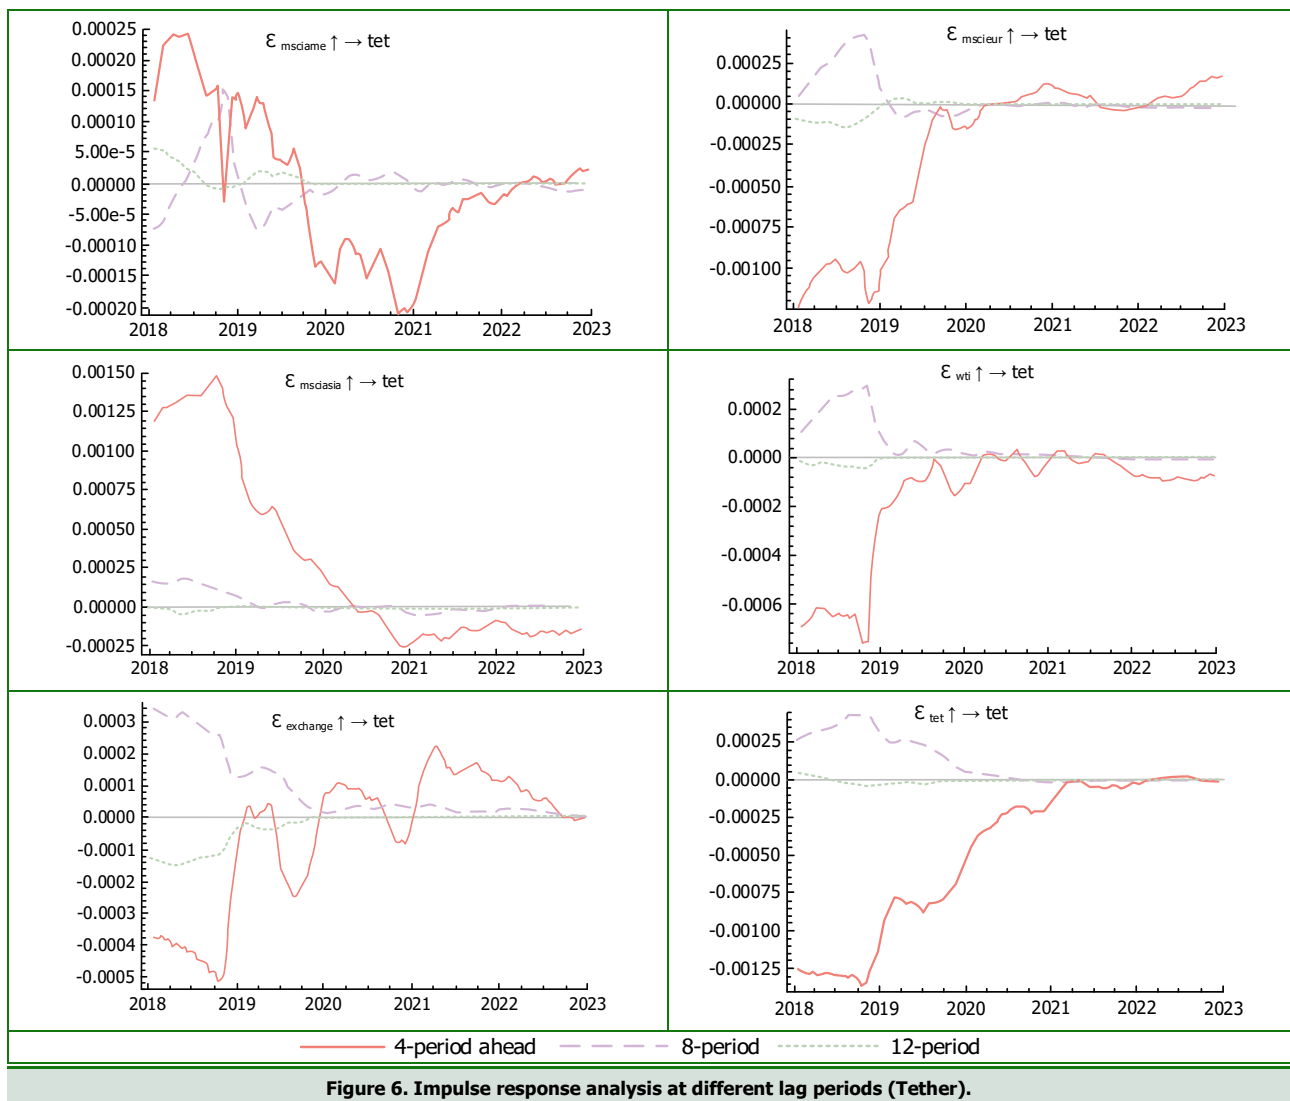 ε msciame ↑ → tet
0.00025
0.00020
0.00015
0.00010
5.00e-5
0.00000
-5.00e-5
-0.00010
-0.00015
-0.00020
2018 2019 2020 2021 2022 2023
ε mscieur ↑ → tet
0.00025
0.00000
-0.00025
-0.00050
-0.00075
-0.00100
2018 2019 2020 2021 2022 2023
ε msciasia ↑ → tet
0.00150
0.00125
0.00100
0.00075
0.00050
0.00025
0.00000
-0.00025
2018 2019 2020 2021 2022 2023
ε wti ↑ → tet
0.0002
0.0000
-0.0002
-0.0004
-0.0006
2018 2019 2020 2021 2022 2023
ε exchange ↑ → tet
0.0003
0.0002
0.0001
0.0000
-0.0001
-0.0002
-0.0003
-0.0004
-0.0005
2018 2019 2020 2021 2022 2023
ε tet ↑ → tet
0.00025
0.00000
-0.00025
-0.00050
-0.00075
-0.00100
-0.00125
2018 2019 2020 2021 2022 2023
4-period ahead 8-period 12-period
Figure 6. Impulse response analysis at different lag periods (Tether).